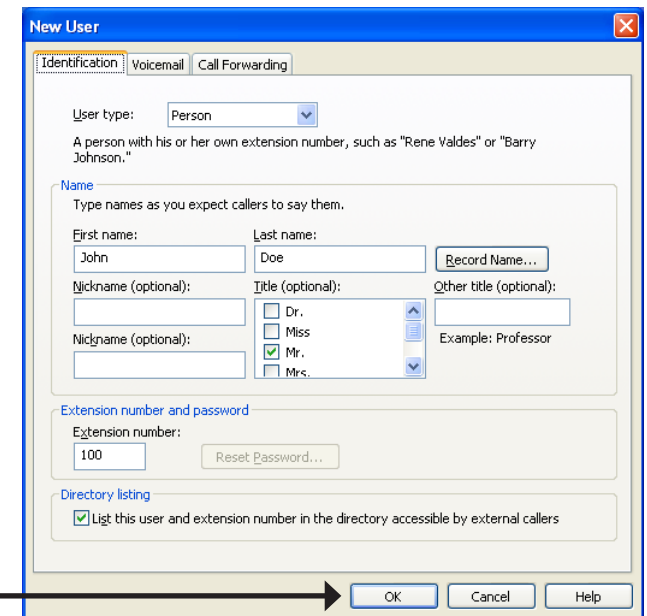 New User
Identification Voicemail Call Forwarding
User type: Person
A person with his or her own extension number, such as "Rene Valdes" or "Barry
Johnson."
Name
Type names as you expect callers to say them.
First name: Last name:
John Doe Record Name...
Nickname (optional): Title (optional): Other title (optional):
Dr.
Miss
Nickname (optional): Example: Professor
Mr.
Mrs.
Extension number and password
Extension number:
100 Reset Password...
Directory listing
List this user and extension number in the directory accessible by external callers
OK Cancel Help